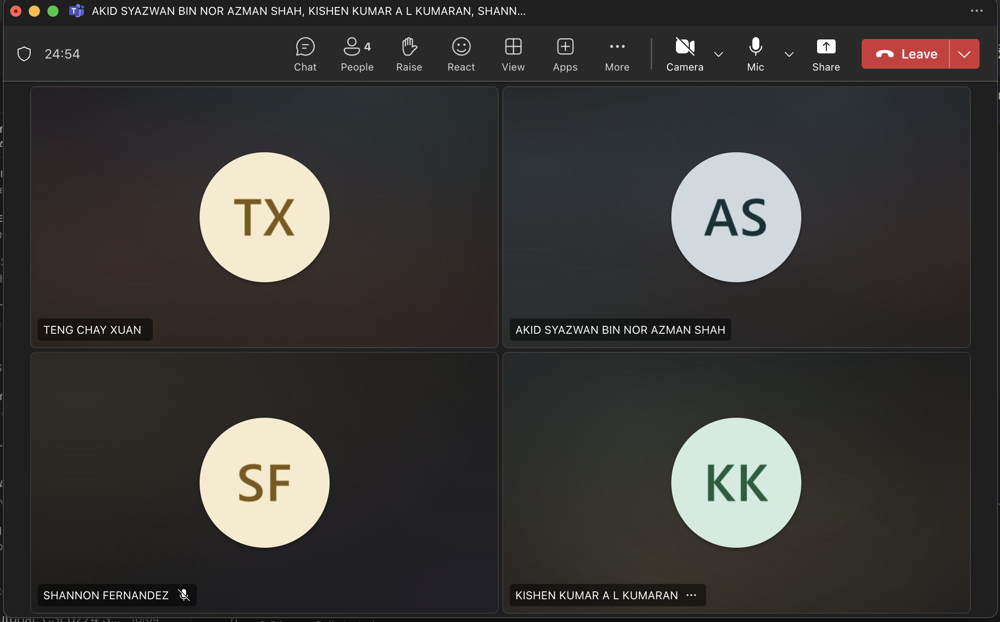 AKID SYAZWAN BIN NOR AZMAN SHAH, KISHEN KUMAR A L KUMARAN, SHANN...
24:54
Chat
People 4
Raise
React
View
Apps
More
Camera
Mic
Share
Leave
TX
TENG CHAY XUAN
AS
AKID SYAZWAN BIN NOR AZMAN SHAH
SF
SHANNON FERNANDEZ
KK
KISHEN KUMAR A L KUMARAN